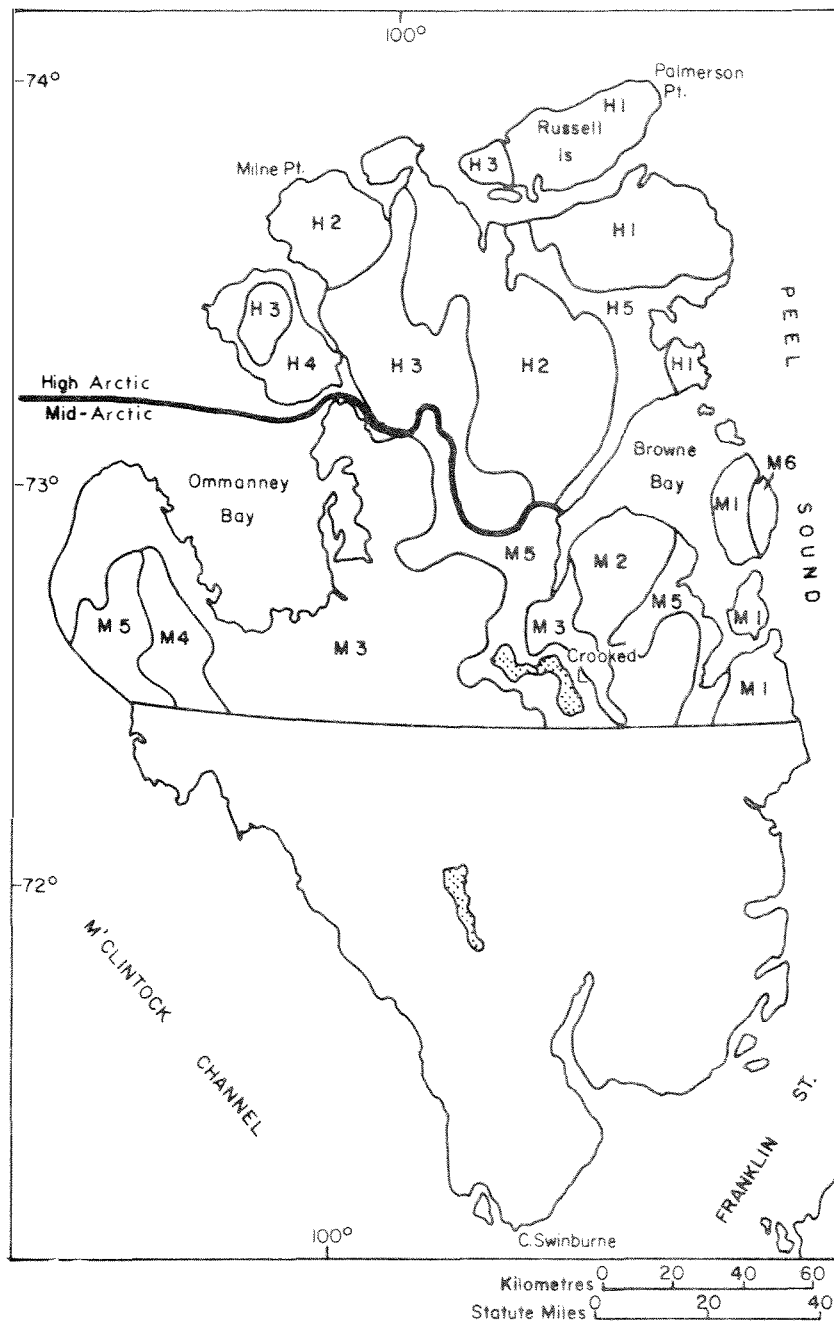 100°
74°
Palmerson
Pt.
H1
Russell
Is
H3
Milne Pt.
H2
H1
PEEL
H3
H5
H4
H3
H2
H1
High Arctic
Mid-Arctic
Browne
Bay
M6
73°
Ommanney
Bay
M1
SOUND
M5
M2
M5
M1
M5
M4
M3
M3
Crooked
L
M1
72°
M'CLINTOCK
CHANNEL
FRANKLIN ST.
100°
C. Swinburne
Kilometres 0 20 40 60
Statute Miles 0 20 40